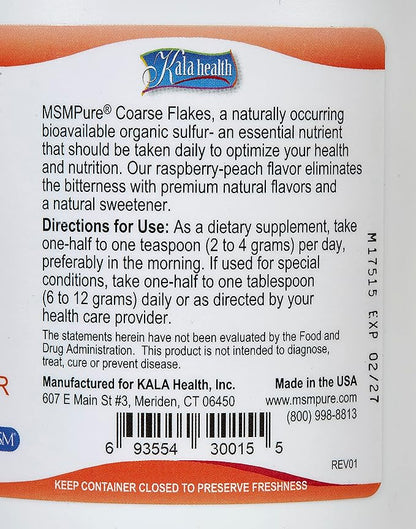 Kala health
MSMPure® Coarse Flakes, a naturally occurring
bioavailable organic sulfur- an essential nutrient
that should be taken daily to optimize your health
and nutrition. Our raspberry-peach flavor eliminates
the bitterness with premium natural flavors and
a natural sweetener.
Directions for Use: As a dietary supplement, take
one-half to one teaspoon (2 to 4 grams) per day,
preferably in the morning. If used for special
conditions, take one-half to one tablespoon
(6 to 12 grams) daily or as directed by your
health care provider.
The statements herein have not been evaluated by the Food and
Drug Administration. This product is not intended to diagnose,
treat, cure or prevent disease.
Manufactured for KALA Health, Inc. Made in the USA
607 E Main St #3, Meriden, CT 06450 www.msmpure.com
(800) 998-8813
6 93554 30015 5
REV01
KEEP CONTAINER CLOSED TO PRESERVE FRESHNESS
M17515 EXP 02/27
R
SM